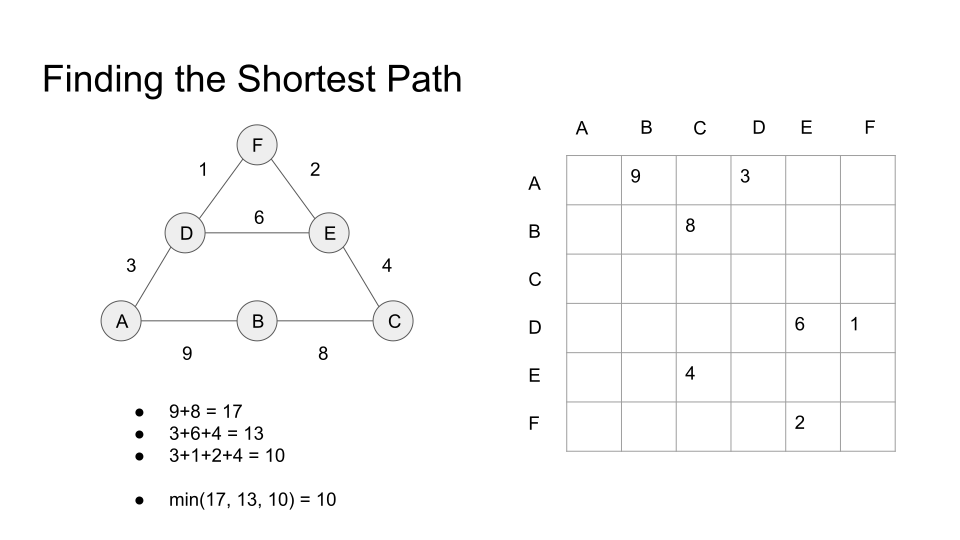 Finding the Shortest Path
F
1 2
6
D E
3 4
A B C
9 8
● 9+8 = 17
● 3+6+4 = 13
● 3+1+2+4 = 10
● min(17, 13, 10) = 10
A B C D E F
A 9 3
B 8
C
D 6 1
E 4
F 2